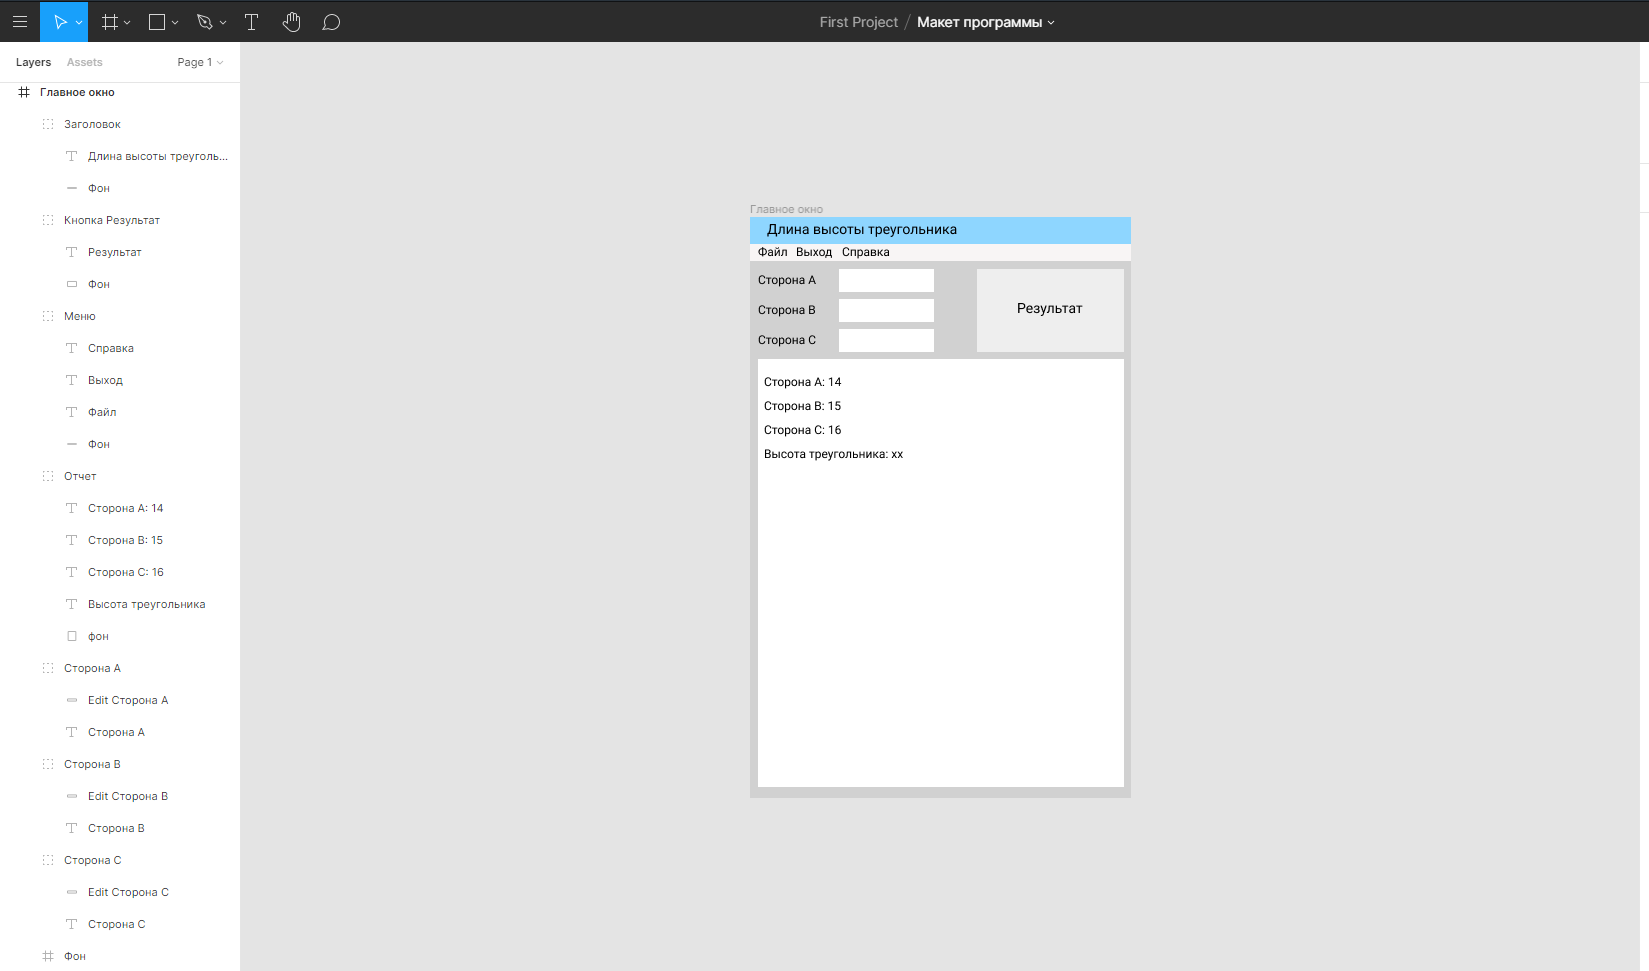 First Project / Макет программы
Layers
Assets
Page 1
Главное окно
Заголовок
Длина высоты треуголь...
Фон
Кнопка Результат
Результат
Фон
Меню
Справка
Выход
Файл
Фон
Отчет
Сторона A: 14
Сторона B: 15
Сторона C: 16
Высота треугольника
фон
Сторона A
Edit Сторона A
Сторона A
Сторона B
Edit Сторона B
Сторона B
Сторона C
Edit Сторона C
Сторона C
Фон
Главное окно
Длина высоты треугольника
Файл Выход Справка
Сторона A
Сторона B
Сторона C
Результат
Сторона A: 14
Сторона B: 15
Сторона C: 16
Высота треугольника: xx